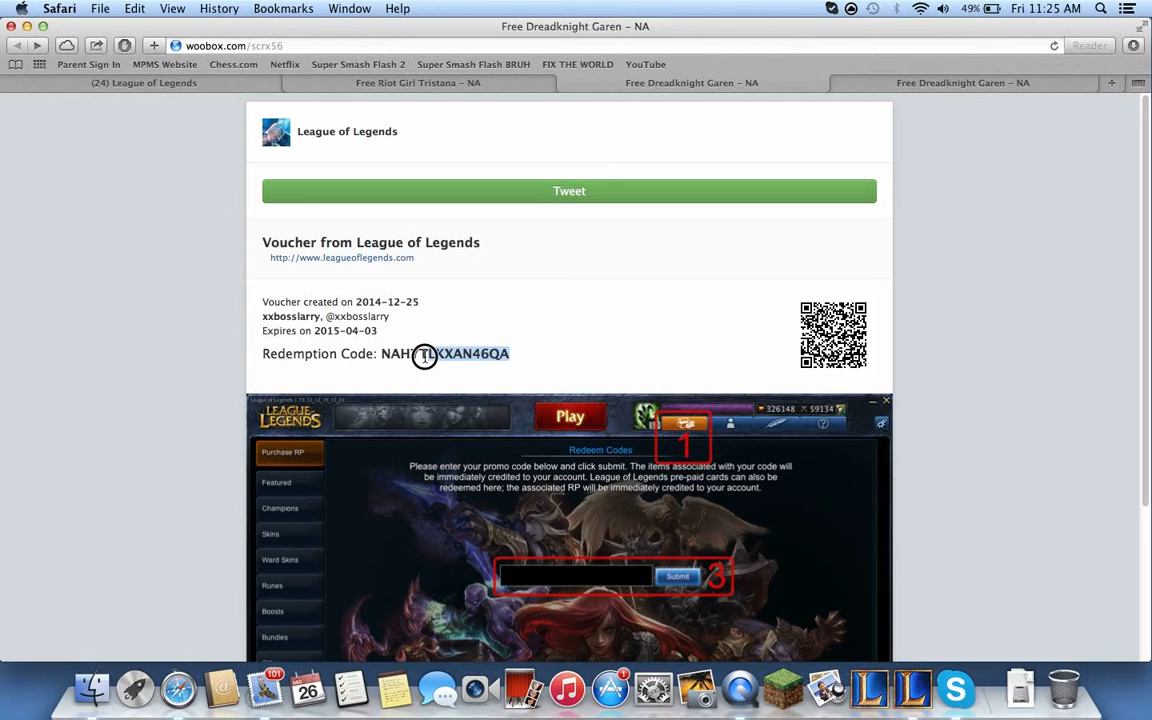 Safari File Edit View History Bookmarks Window Help 49% Fri 11:25 AM
Free Dreadknight Garen – NA
woobox.com/scrx56 Reader
Parent Sign In MPMS Website Chess.com Netflix Super Smash Flash 2 Super Smash Flash BRUH FIX THE WORLD YouTube
(24) League of Legends Free Riot Girl Tristana – NA Free Dreadknight Garen – NA Free Dreadknight Garen – NA
League of Legends
Tweet
Voucher from League of Legends
http://www.leagueoflegends.com
Voucher created on 2014-12-25
xxbosslarry, @xxbosslarry
Expires on 2015-04-03
Redemption Code:
LEAGUE OF LEGENDS Play 326148 59134
1
Purchase RP
Featured
Champions
Skins
Ward Skins
Runes
Boosts
Bundles
Redeem Codes
Please enter your promo code below and click submit. The items associated with your code will
be immediately credited to your account. League of Legends pre-paid cards can also be
redeemed here; the associated RP will be immediately credited to your account.
Submit 3
101
DEC
26
1